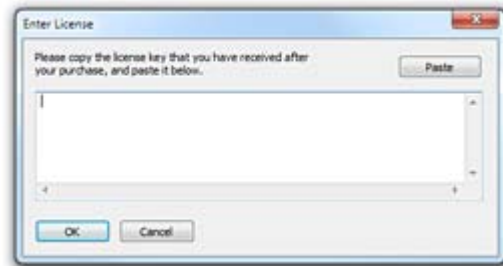 Enter License
Please copy the license key that you have received after
your purchase, and paste it below.
Paste
OK
Cancel